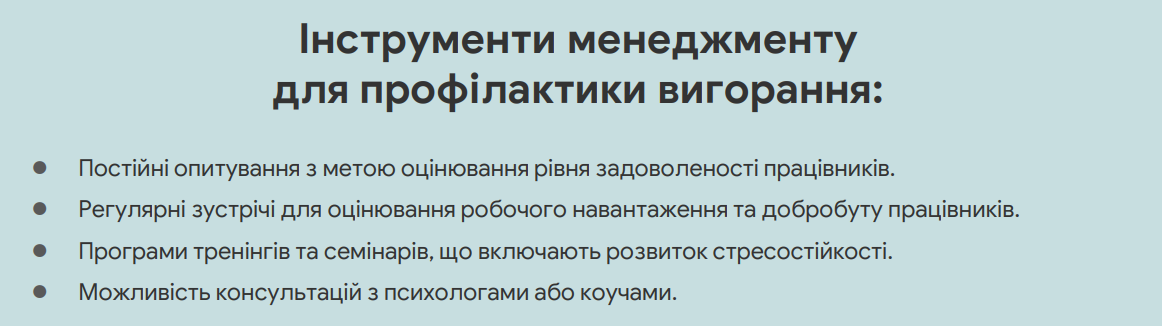 Інструменти менеджменту
для профілактики вигорання:
● Постійні опитування з метою оцінювання рівня задоволеності працівників.
● Регулярні зустрічі для оцінювання робочого навантаження та добробуту працівників.
● Програми тренінгів та семінарів, що включають розвиток стресостійкості.
● Можливість консультацій з психологами або коучами.